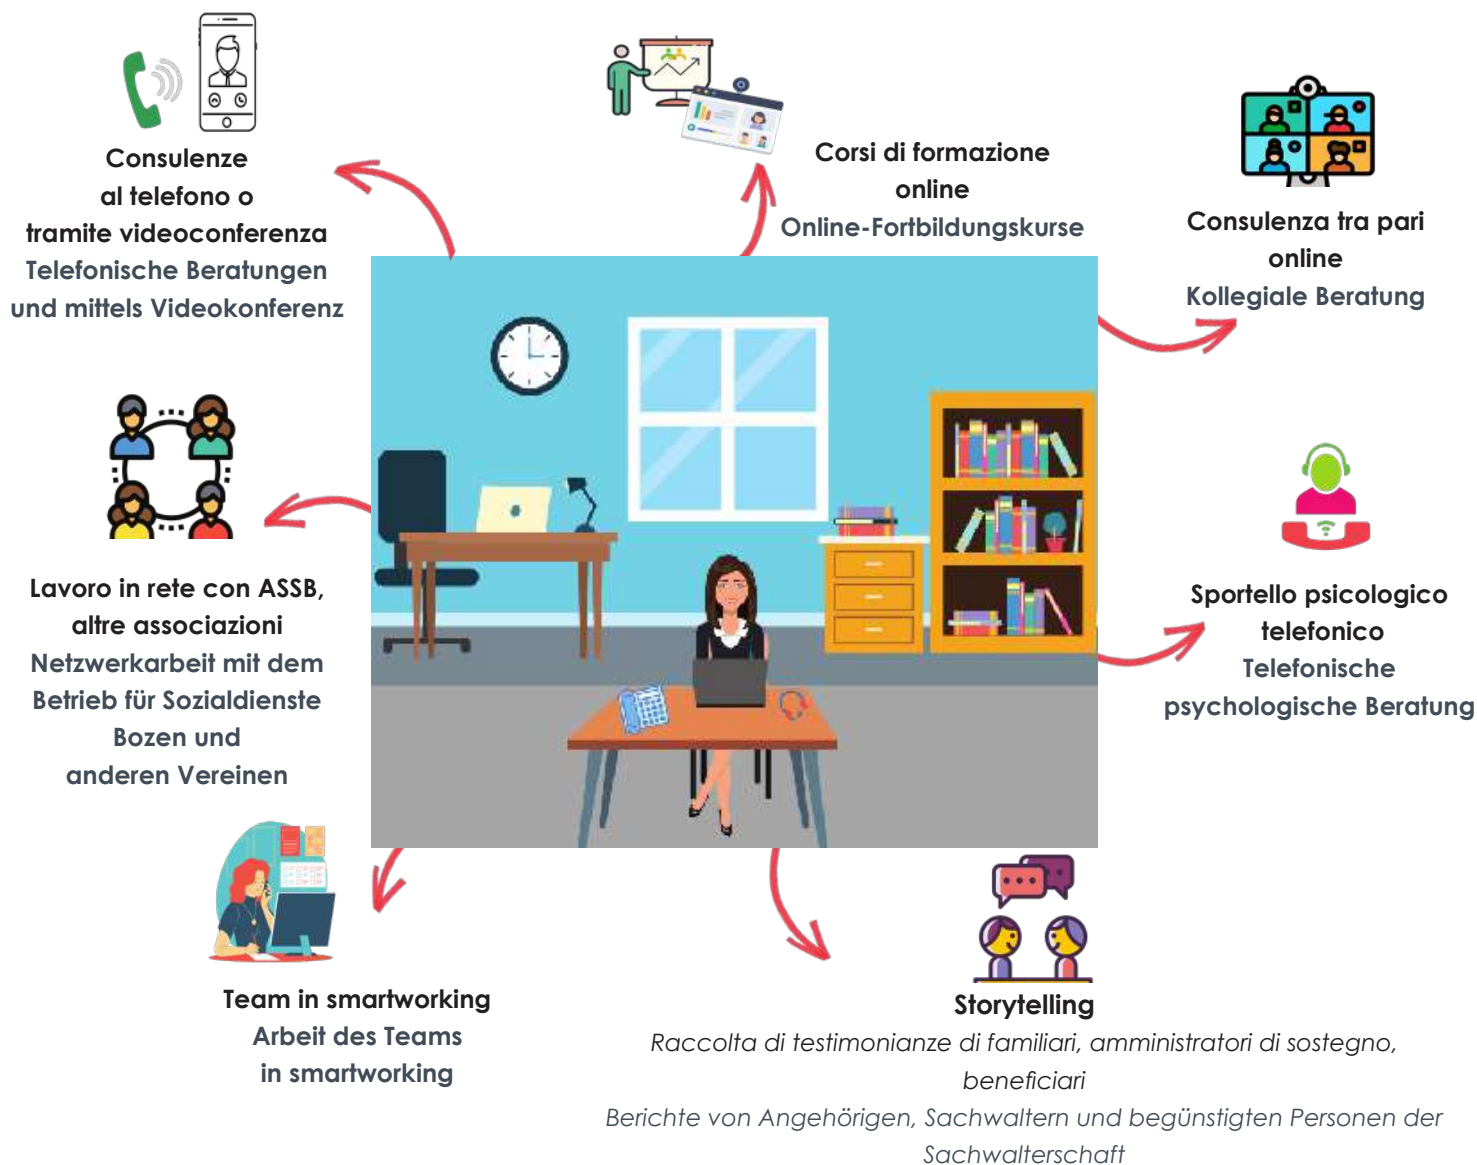 Consulenze
al telefono o
tramite videoconferenza
Telefonische Beratungen
und mittels Videokonferenz
Corsi di formazione
online
Online-Fortbildungskurse
Consulenza tra pari
online
Kollegiale Beratung
Lavoro in rete con ASSB,
altre associazioni
Netzwerkarbeit mit dem
Betrieb für Sozialdienste
Bozen und
anderen Vereinen
Sportello psicologico
telefonico
Telefonische
psychologische Beratung
Team in smartworking
Arbeit des Teams
in smartworking
Storytelling
Raccolta di testimonianze di familiari, amministratori di sostegno,
beneficiari
Berichte von Angehörigen, Sachwaltern und begünstigten Personen der
Sachwalterschaft